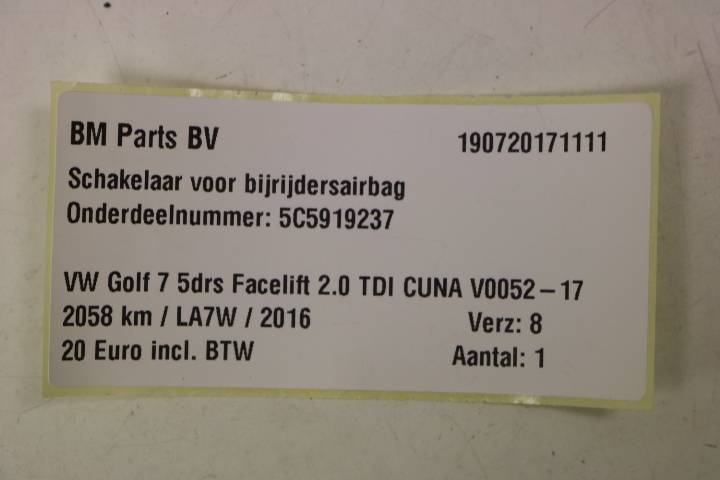 BM Parts BV 190720171111
Schakelaar voor bijrijdersairbag
Onderdeelnummer: 5C5919237
VW Golf 7 5drs Facelift 2.0 TDI CUNA V0052-17
2058 km / LA7W / 2016 Verz: 8
20 Euro incl. BTW Aantal: 1